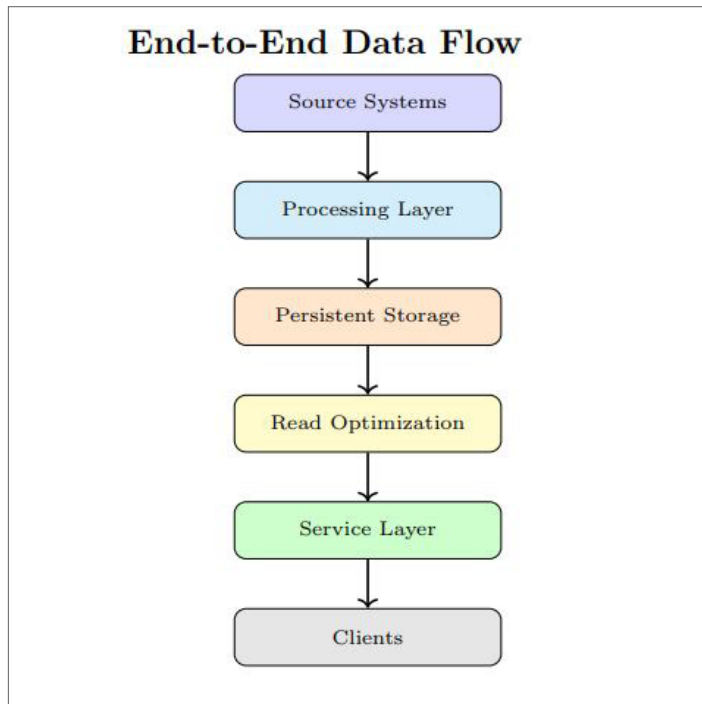 End-to-End Data Flow
Source Systems
Processing Layer
Persistent Storage
Read Optimization
Service Layer
Clients